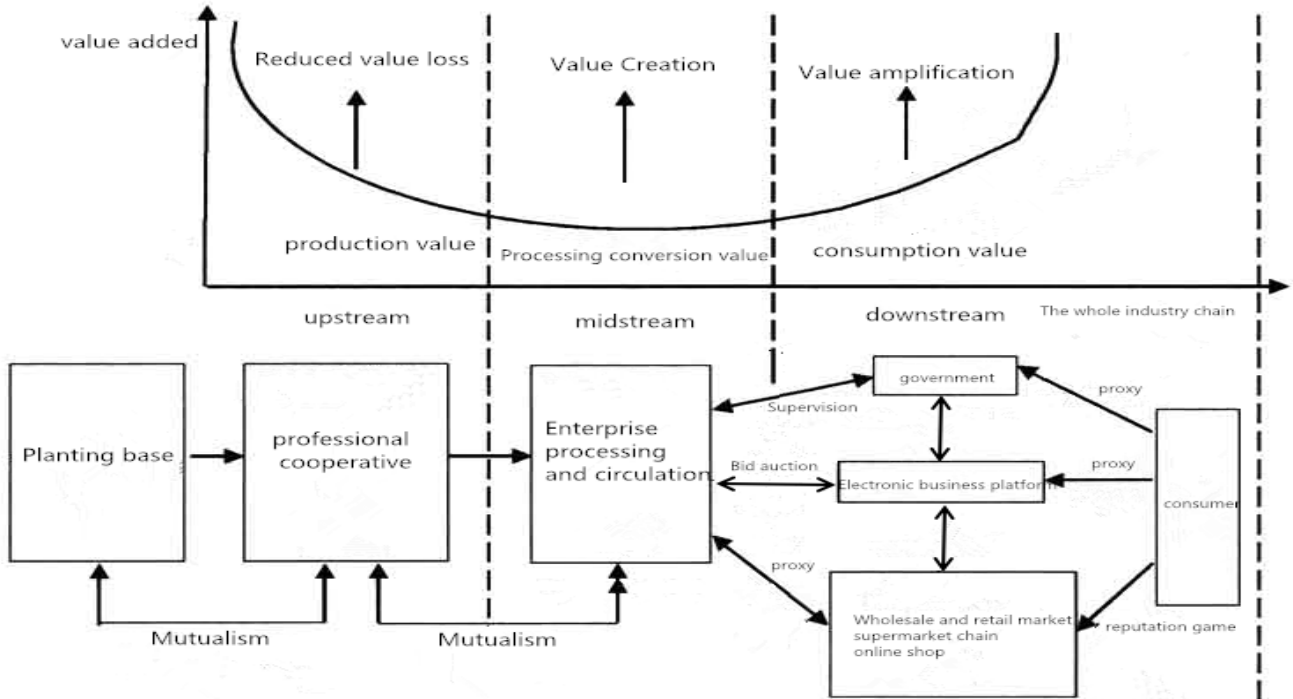 value added
Reduced value loss
Value Creation
Value amplification
production value
Processing conversion value
consumption value
upstream
midstream
downstream
The whole industry chain
Planting base
professional
cooperative
Enterprise
processing
and circulation
Supervision
government
proxy
Bid auction
Electronic business platform
proxy
consumer
proxy
Wholesale and retail market
supermarket chain
online shop
reputation game
Mutualism
Mutualism